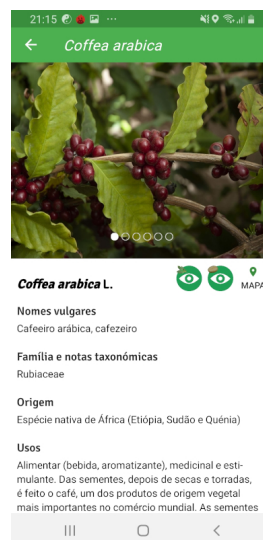 21:15
Coffea arabica
Coffea arabica L.
MAPA
Nomes vulgares
Cafeeiro arábica, cafezeiro
Família e notas taxonómicas
Rubiaceae
Origem
Espécie nativa de África (Etiópia, Sudão e Quénia)
Usos
Alimentar (bebida, aromatizante), medicinal e esti-
mulante. Das sementes, depois de secas e torradas,
é feito o café, um dos produtos de origem vegetal
mais importantes no comércio mundial. As sementes